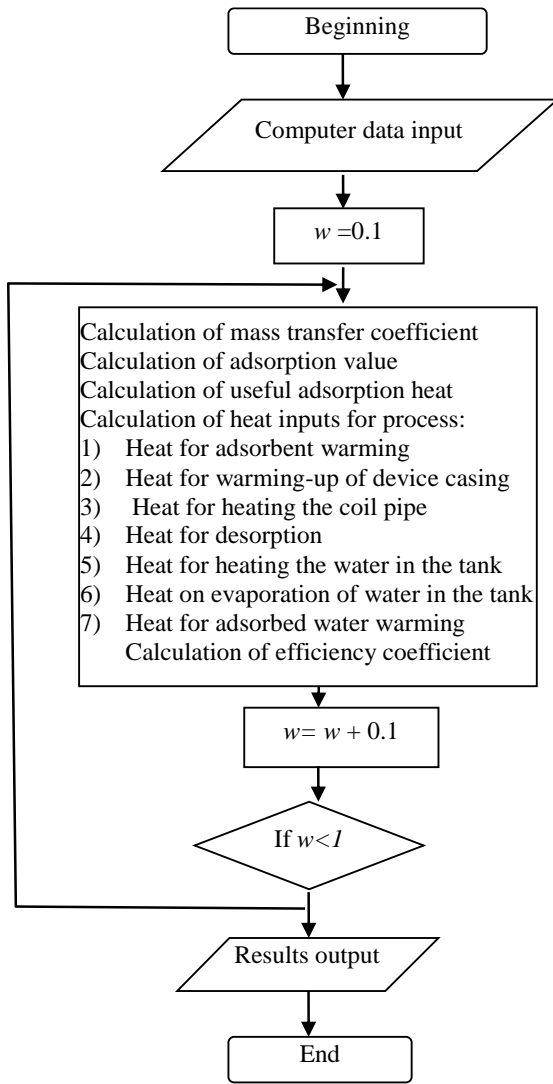 Beginning
Computer data input
w =0.1
Calculation of mass transfer coefficient
Calculation of adsorption value
Calculation of useful adsorption heat
Calculation of heat inputs for process:
1) Heat for adsorbent warming
2) Heat for warming-up of device casing
3) Heat for heating the coil pipe
4) Heat for desorption
5) Heat for heating the water in the tank
6) Heat on evaporation of water in the tank
7) Heat for adsorbed water warming
Calculation of efficiency coefficient
w= w + 0.1
If w<1
Results output
End